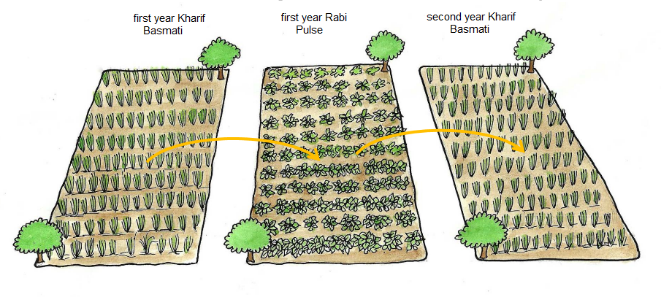 first year Kharif
Basmati
first year Rabi
Pulse
second year Kharif
Basmati